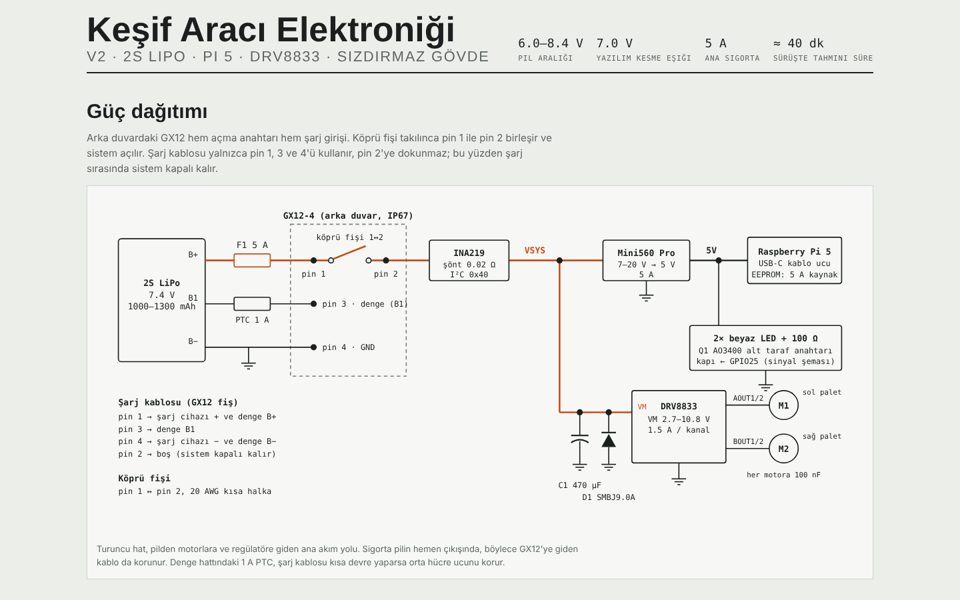 Keşif Aracı Elektroniği
V2 · 2S LIPO · PI 5 · DRV8833 · SIZDIRMAZ GÖVDE
6.0–8.4 V 7.0 V 5 A ≈ 40 dk
PIL ARALIĞI YAZILIM KESME EŞIĞI ANA SIGORTA SÜRÜŞTE TAHMINI SÜRE
Güç dağıtımı
Arka duvardaki GX12 hem açma anahtarı hem şarj girişi. Köprü fişi takılınca pin 1 ile pin 2 birleşir ve
sistem açılır. Şarj kablosu yalnızca pin 1, 3 ve 4'ü kullanır, pin 2'ye dokunmaz; bu yüzden şarj
sırasında sistem kapalı kalır.
GX12-4 (arka duvar, IP67)
köprü fişi 1↔2
F1 5 A
B+
pin 1
pin 2
2S LiPo
7.4 V
1000–1300 mAh
B1
PTC 1 A
pin 3 · denge (B1)
B−
pin 4 · GND
INA219
şönt 0.02 Ω
I²C 0x40
VSYS
Mini560 Pro
7–20 V → 5 V
5 A
5V
Raspberry Pi 5
USB-C kablo ucu
EEPROM: 5 A kaynak
2× beyaz LED + 100 Ω
Q1 AO3400 alt taraf anahtarı
kapı ← GPIO25 (sinyal şeması)
VM
DRV8833
VM 2.7–10.8 V
1.5 A / kanal
AOUT1/2
M1
sol palet
BOUT1/2
M2
sağ palet
her motora 100 nF
C1 470 µF
D1 SMBJ9.0A
Şarj kablosu (GX12 fiş)
pin 1 → şarj cihazı + ve denge B+
pin 3 → denge B1
pin 4 → şarj cihazı − ve denge B−
pin 2 → boş (sistem kapalı kalır)
Köprü fişi
pin 1 ↔ pin 2, 20 AWG kısa halka
Turuncu hat, pilden motorlara ve regülatöre giden ana akım yolu. Sigorta pilin hemen çıkışında, böylece GX12'ye giden
kablo da korunur. Denge hattındaki 1 A PTC, şarj kablosu kısa devre yaparsa orta hücre ucunu korur.